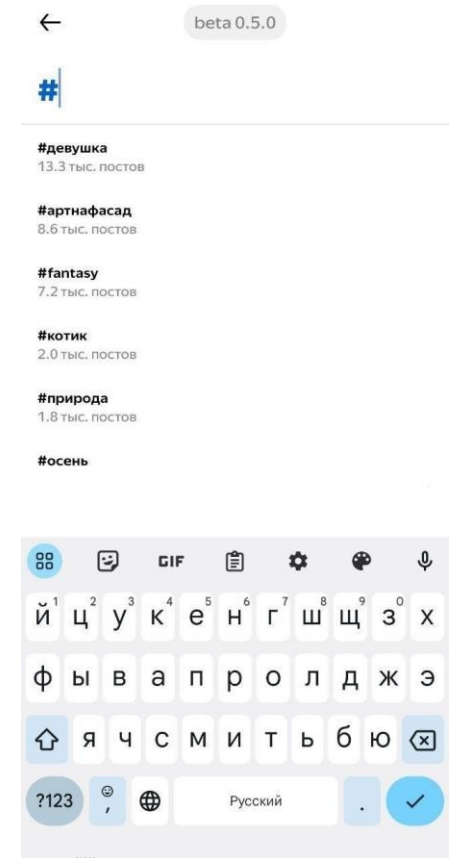 beta 0.5.0
#
#девушка
13.3 тыс. постов
#артнафасад
8.6 тыс. постов
#fantasy
7.2 тыс. постов
#котик
2.0 тыс. постов
#природа
1.8 тыс. постов
#осень
GIF
й1 ц2 у3 к4 е5 н6 г7 ш8 щ9 з0 х
ф ы в а п р о л д ж э
я ч с м и т ь б ю
?123 , Русский .